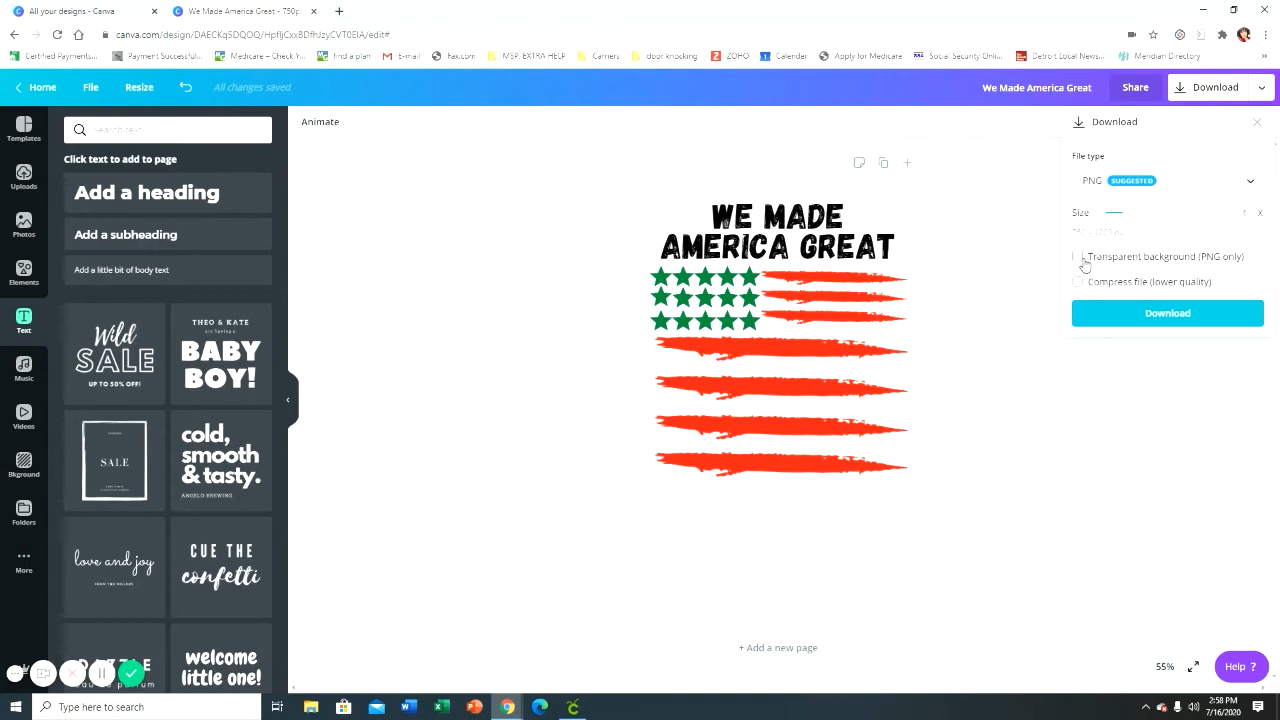 All your designs - Canva
We Made America Great - 750p
canva.com/design/DAECKq5DQOQ/HpfljCxxBDfhJzyCVT0EIA/edit#
Certified Payments...
Payment Successful...
Medicare - Check Y...
find a plan
E-mail
Fax.com
MSP: EXTRA HELP
Carriers
door knocking
ZOHO
Calender
Apply for Medicare
Social Security Onli...
Detroit Local News...
Meridian Directory
Home
File
Resize
All changes saved
We Made America Great
Share
Download
Templates
Uploads
Photos
Elements
Text
Music
Videos
Bkground
Folders
More
Search text
Click text to add to page
Add a heading
Add a subheading
Add a little bit of body text
Wild
SALE
UP TO 50% OFF!
THEO & KATE
BABY
BOY!
SALE
cold,
smooth
& tasty.
ANGELO BREWING
love and joy
CUE THE
confetti
welcome
little one!
Animate
WE MADE
AMERICA GREAT
+ Add a new page
Download
File type
PNG SUGGESTED
Size
1 X
Transparent background (PNG only)
Compress file (lower quality)
Download
55%
Help ?
Type here to search
2:58 PM
7/16/2020